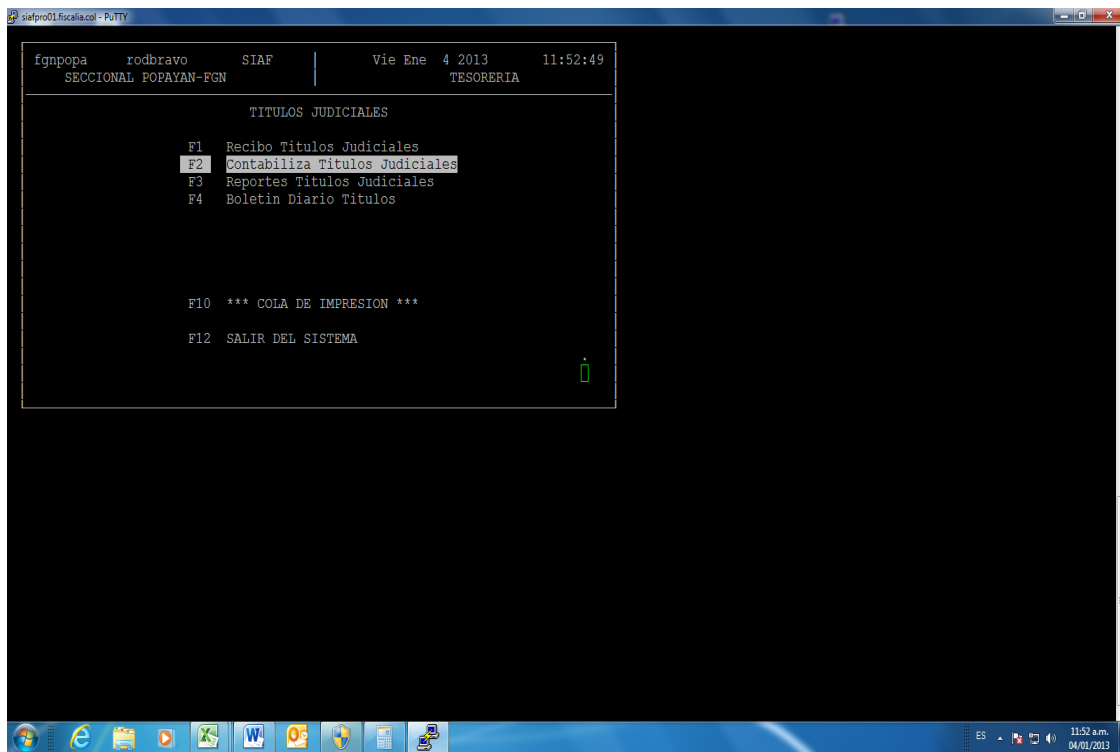 siafpro01.fiscalia.col - PuTTY
fgnpopa rodbravo SIAF Vie Ene 4 2013 11:52:49
SECCIONAL POPAYAN-FGN TESORERIA
TITULOS JUDICIALES
F1 Recibo Titulos Judiciales
F2 Contabiliza Titulos Judiciales
F3 Reportes Titulos Judiciales
F4 Boletin Diario Titulos
F10 *** COLA DE IMPRESION ***
F12 SALIR DEL SISTEMA
ES 11:52 a.m.
04/01/2013